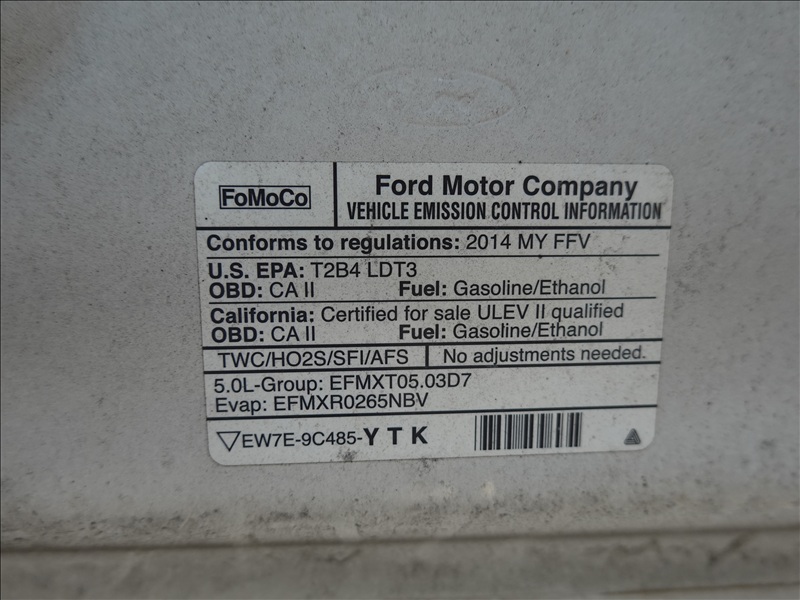 FoMoCo
Ford Motor Company
VEHICLE EMISSION CONTROL INFORMATION
Conforms to regulations: 2014 MY FFV
U.S. EPA: T2B4 LDT3
OBD: CA II Fuel: Gasoline/Ethanol
California: Certified for sale ULEV II qualified
OBD: CA II Fuel: Gasoline/Ethanol
TWC/HO2S/SFI/AFS No adjustments needed.
5.0L-Group: EFMXT05.03D7
Evap: EFMXR0265NBV
▽EW7E-9C485-Y T K